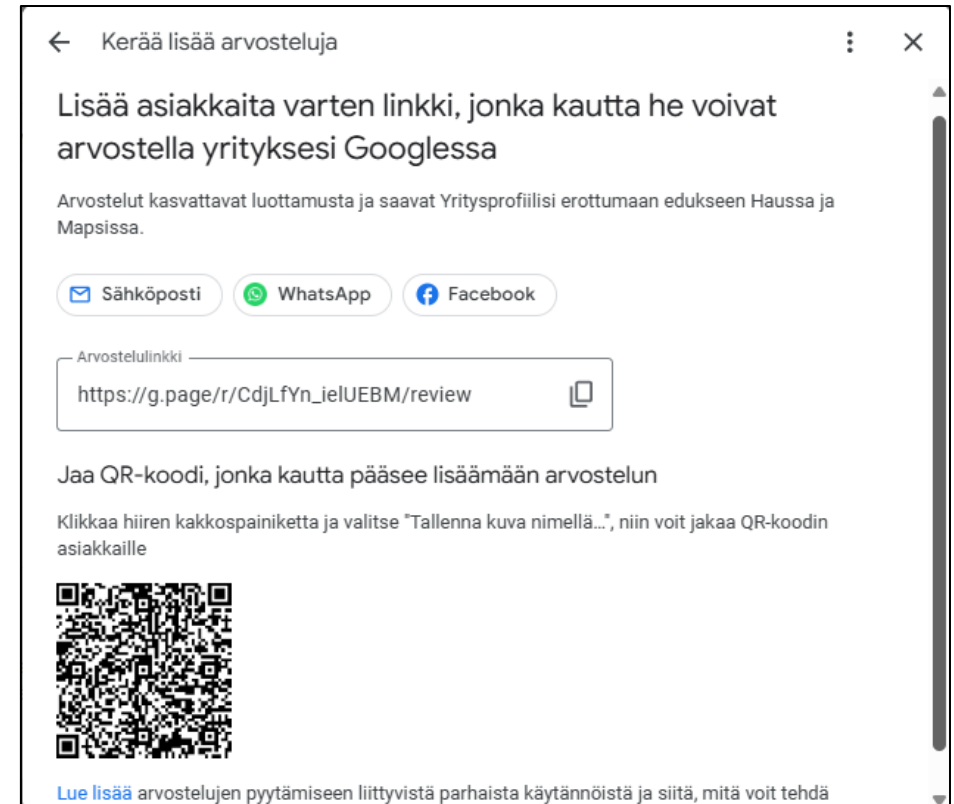 Kerää lisää arvosteluja
Lisää asiakkaita varten linkki, jonka kautta he voivat
arvostella yrityksesi Googlessa
Arvostelut kasvattavat luottamusta ja saavat Yritysprofiilisi erottumaan edukseen Haussa ja
Mapsissa.
Sähköposti WhatsApp Facebook
Arvostelulinkki
https://g.page/r/CdjLfYn_ielUEBM/review
Jaa QR-koodi, jonka kautta pääsee lisäämään arvostelun
Klikkaa hiiren kakkospainiketta ja valitse "Tallenna kuva nimellä…", niin voit jakaa QR-koodin
asiakkaille
Lue lisää arvostelujen pyytämiseen liittyvistä parhaista käytännöistä ja siitä, mitä voit tehdä